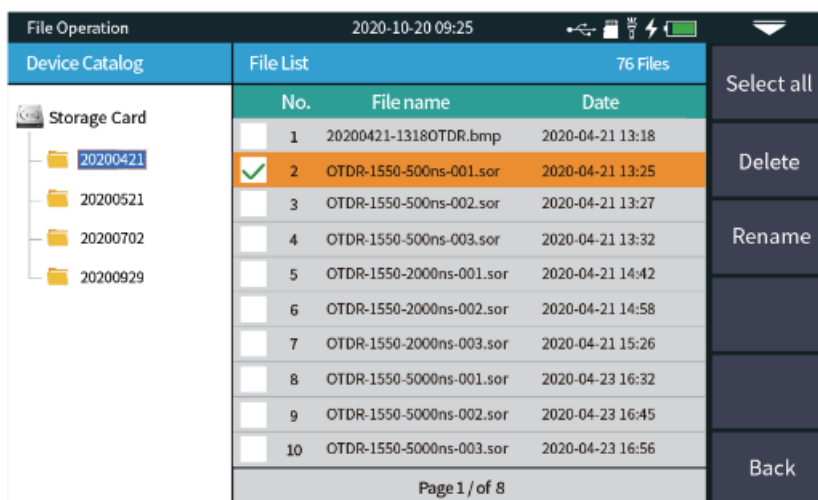 File Operation 2020-10-20 09:25
Device Catalog File List 76 Files
No. File name Date
Storage Card
20200421
20200521
20200702
20200929
1 20200421-1318OTDR.bmp 2020-04-21 13:18
2 OTDR-1550-500ns-001.sor 2020-04-21 13:25
3 OTDR-1550-500ns-002.sor 2020-04-21 13:27
4 OTDR-1550-500ns-003.sor 2020-04-21 13:32
5 OTDR-1550-2000ns-001.sor 2020-04-21 14:42
6 OTDR-1550-2000ns-002.sor 2020-04-21 14:58
7 OTDR-1550-2000ns-003.sor 2020-04-21 15:26
8 OTDR-1550-5000ns-001.sor 2020-04-23 16:32
9 OTDR-1550-5000ns-002.sor 2020-04-23 16:45
10 OTDR-1550-5000ns-003.sor 2020-04-23 16:56
Page 1 / of 8
Select all
Delete
Rename
Back